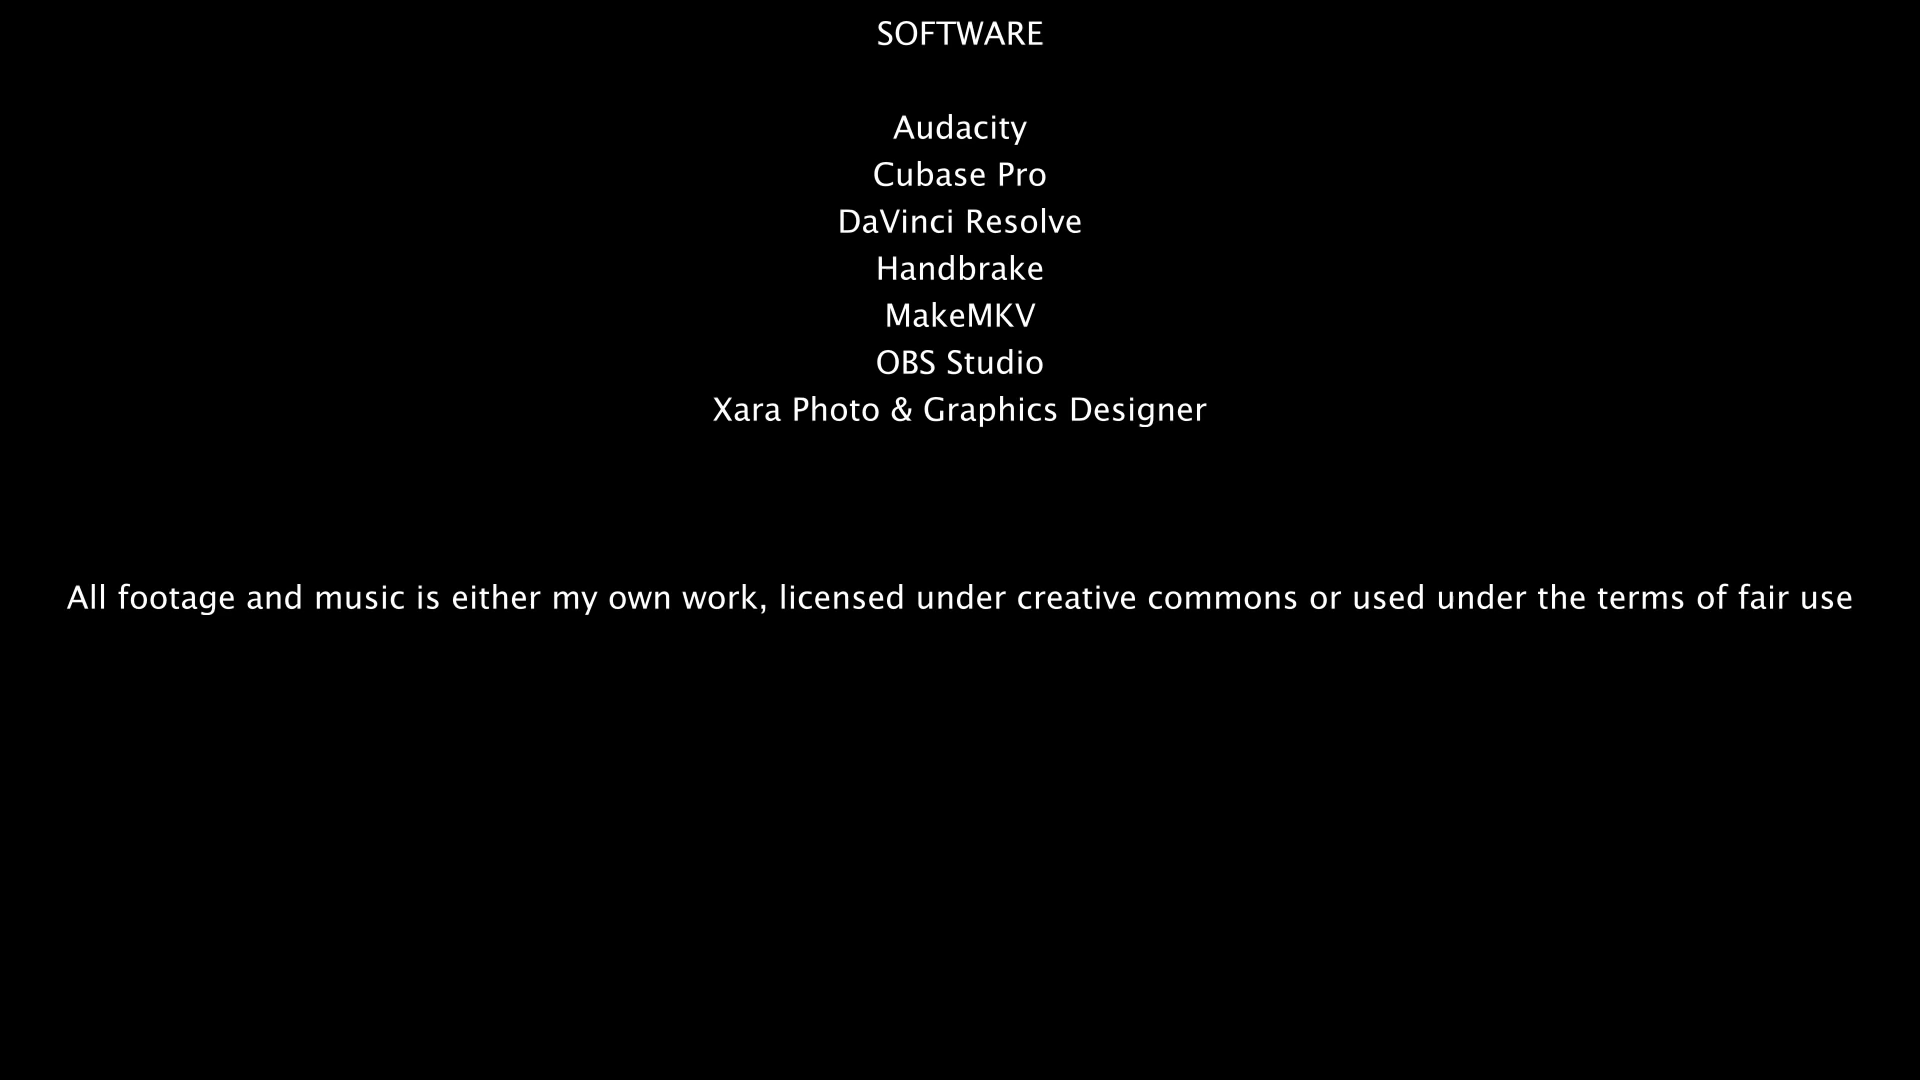 SOFTWARE
Audacity
Cubase Pro
DaVinci Resolve
Handbrake
MakeMKV
OBS Studio
Xara Photo & Graphics Designer
All footage and music is either my own work, licensed under creative commons or used under the terms of fair use